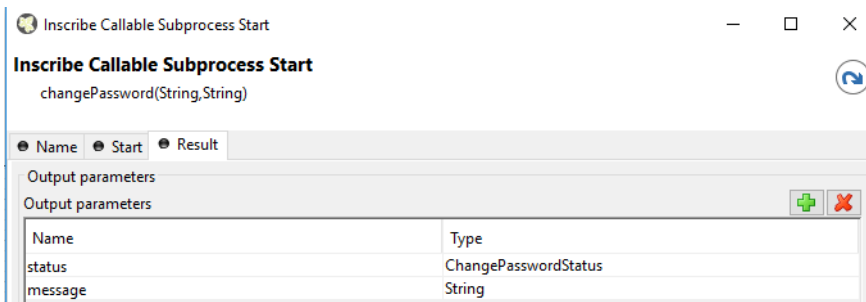 Inscribe Callable Subprocess Start
Inscribe Callable Subprocess Start
changePassword(String,String)
Name Start Result
Output parameters
Output parameters
Name Type
status ChangePasswordStatus
message String